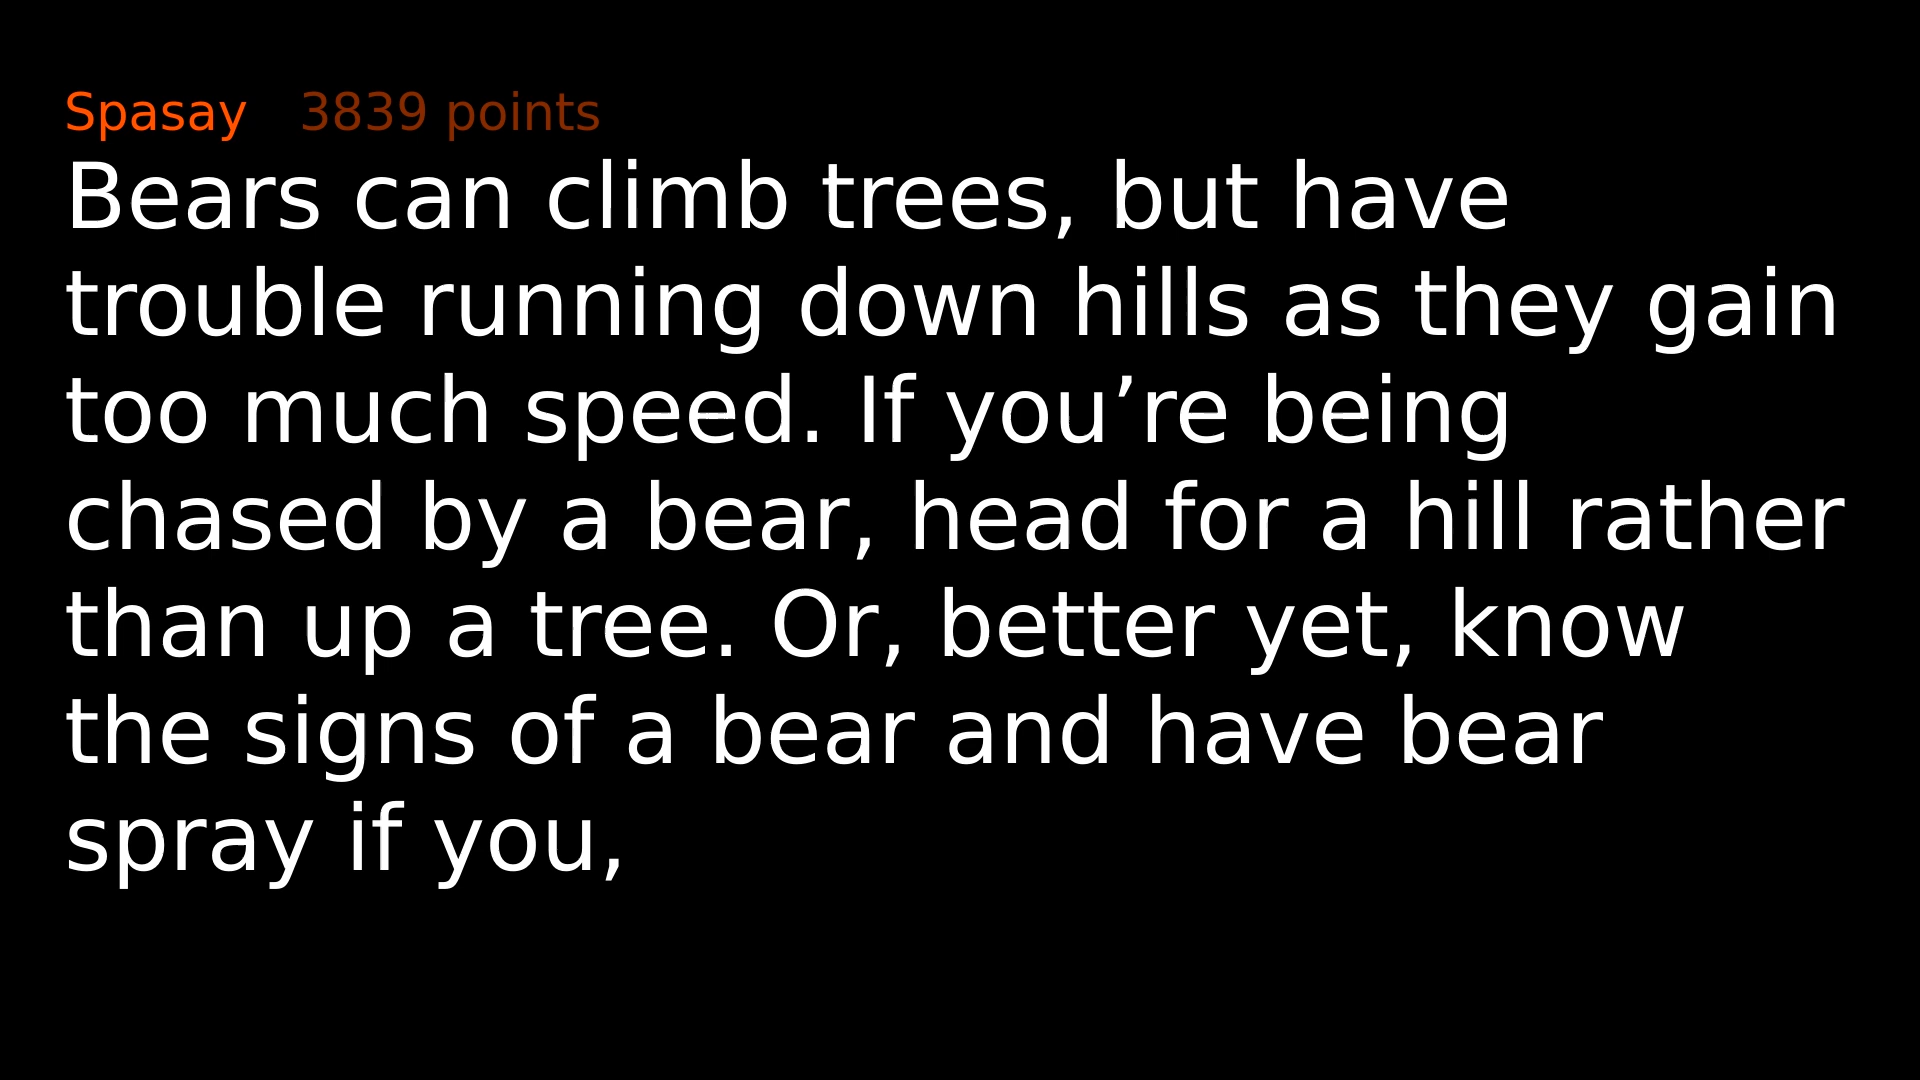 Spasay 3839 points
Bears can climb trees, but have
trouble running down hills as they gain
too much speed. If you’re being
chased by a bear, head for a hill rather
than up a tree. Or, better yet, know
the signs of a bear and have bear
spray if you,